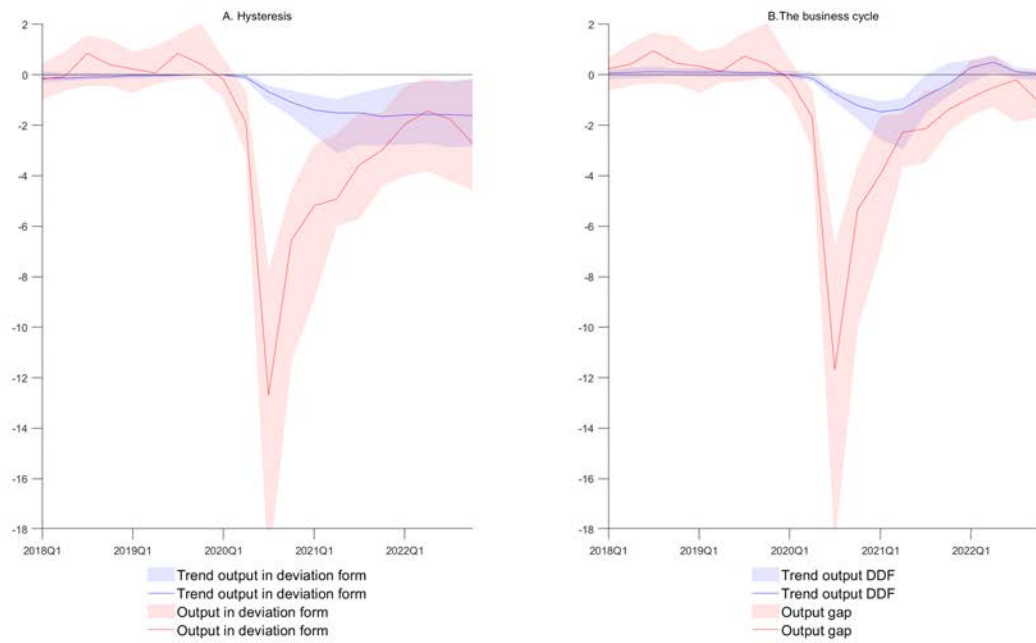 A. Hysteresis
2
0
-2
-4
-6
-8
-10
-12
-14
-16
-18
2018Q1 2019Q1 2020Q1 2021Q1 2022Q1
Trend output in deviation form
Trend output in deviation form
Output in deviation form
Output in deviation form
B.The business cycle
2
0
-2
-4
-6
-8
-10
-12
-14
-16
-18
2018Q1 2019Q1 2020Q1 2021Q1 2022Q1
Trend output DDF
Trend output DDF
Output gap
Output gap